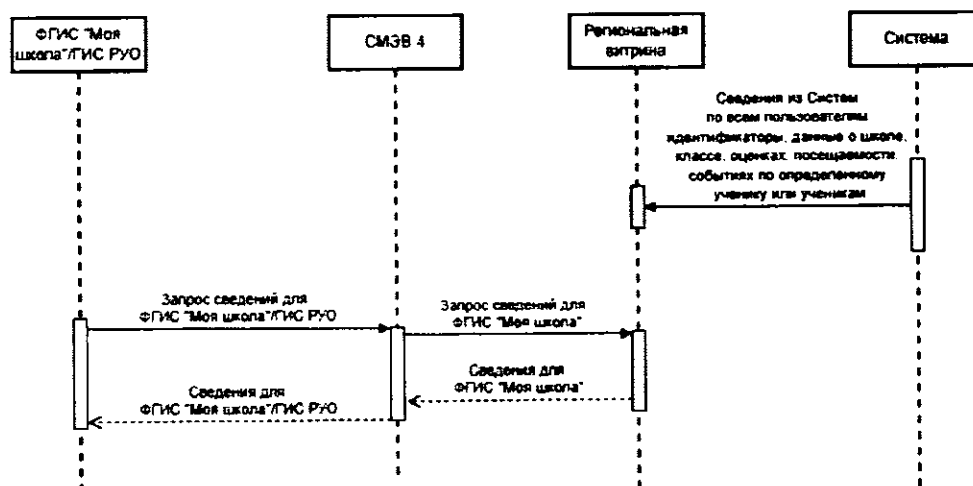 ФГИС "Моя
школа"/ГИС РУО
СМЭВ 4
Региональная
витрина
Система
Сведения из Систем
по всем пользователям
идентификаторы, данные о школе,
классе, оценках, посещаемости,
событиях по определенному
ученику или ученикам
Запрос сведений для
ФГИС "Моя школа"/ГИС РУО
Запрос сведений для
ФГИС "Моя школа"
Сведения для
ФГИС "Моя школа"
Сведения для
ФГИС "Моя школа"/ГИС РУО